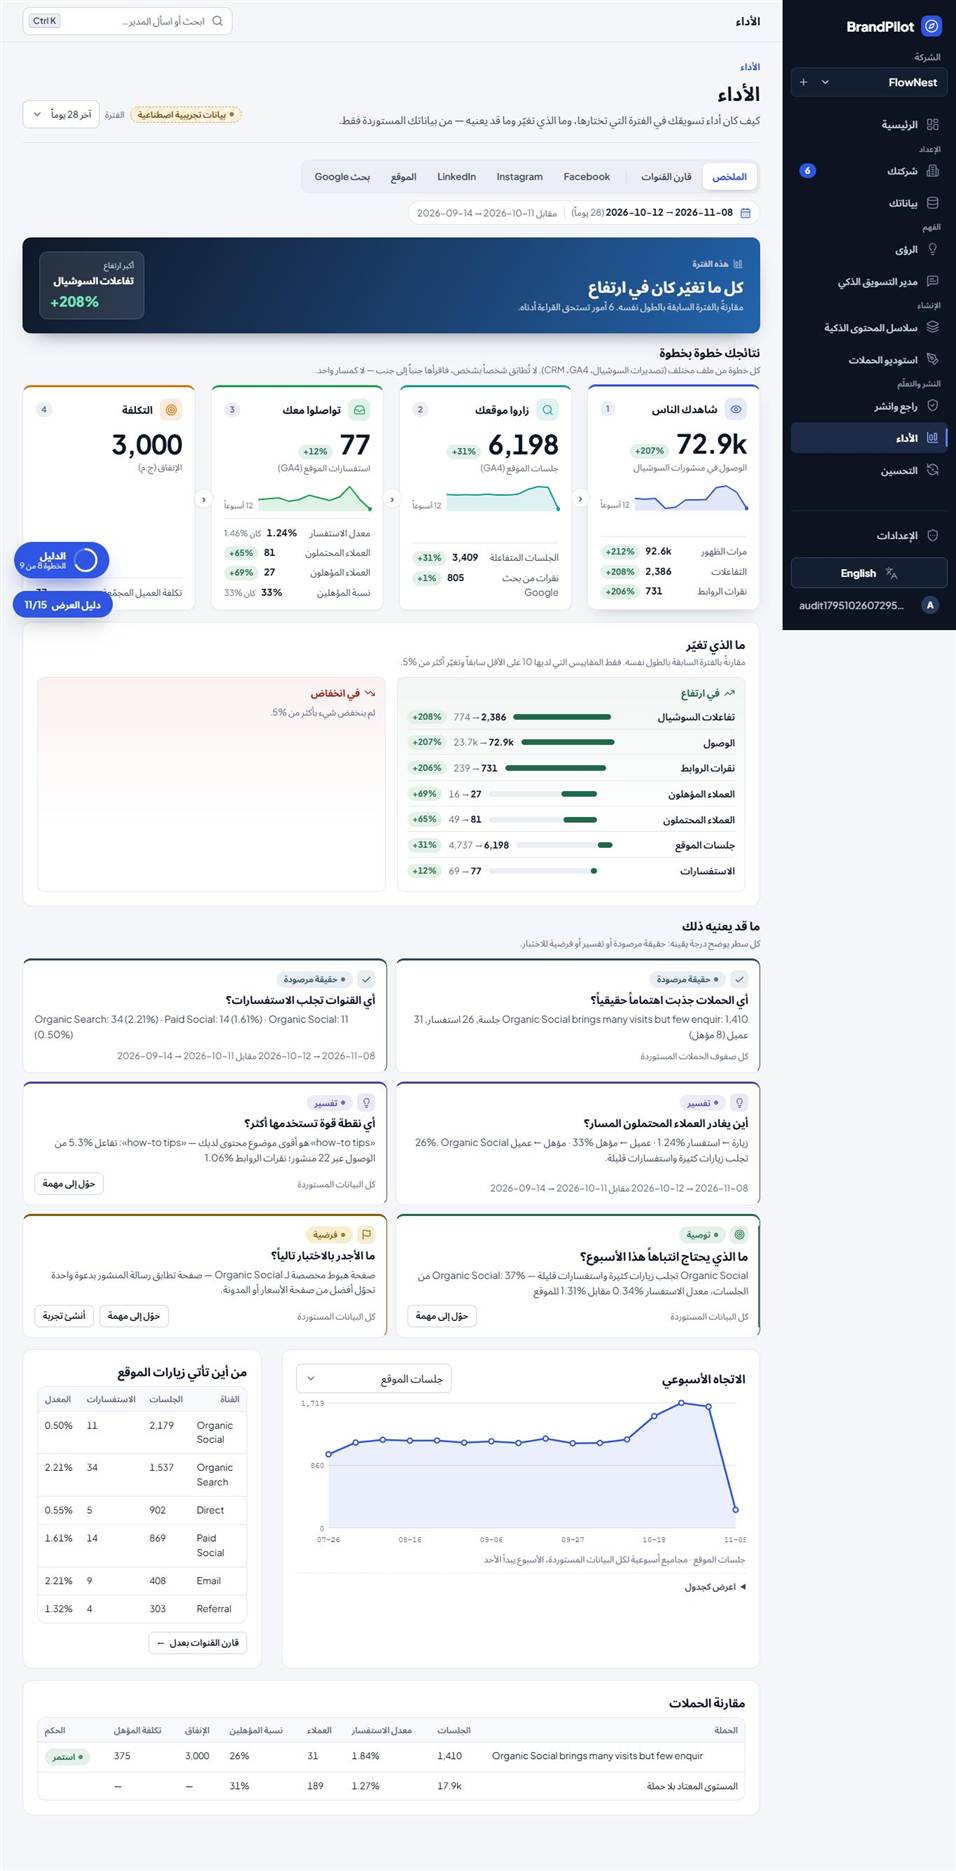 BrandPilot
الشركة
FlowNest
الرئيسية
الإعداد
شركتك
6
بياناتك
الفهم
الرؤى
مدير التسويق الذكي
الإنشاء
سلاسل المحتوى الذكية
استوديو الحملات
النشر والتعلّم
راجع وانشر
الأداء
التحسين
الإعدادات
English
audit1795102607295…
A
الأداء
ابحث أو اسأل المدير…
Ctrl K
الأداء
الأداء
كيف كان أداء تسويقك في الفترة التي تختارها، وما الذي تغيّر وما قد يعنيه — من بياناتك المستوردة فقط.
بيانات تجريبية اصطناعية
الفترة
آخر 28 يوماً
الملخص
قارن القنوات
Facebook
Instagram
LinkedIn
الموقع
بحث Google
2026-10-12 → 2026-11-08 (28 يوماً)
مقابل 2026-09-14 → 2026-10-11
هذه الفترة
كل ما تغيّر كان في ارتفاع
مقارنةً بالفترة السابقة بالطول نفسه. 6 أمور تستحق القراءة أدناه.
أكبر ارتفاع
تفاعلات السوشيال
+208%
نتائجك خطوة بخطوة
كل خطوة من ملف مختلف (تصديرات السوشيال، GA4، CRM). لا تُطابَق شخصاً بشخص، فاقرأها جنباً إلى جنب — لا كمسار واحد.
شاهدك الناس
1
72.9k
+207%
الوصول في منشورات السوشيال
12 أسبوعاً
مرات الظهور 92.6k +212%
التفاعلات 2,386 +208%
نقرات الروابط 731 +206%
زاروا موقعك
2
6,198
+31%
جلسات الموقع (GA4)
12 أسبوعاً
الجلسات المتفاعلة 3,409 +31%
نقرات من بحث Google 805 +1%
تواصلوا معك
3
77
+12%
استفسارات الموقع (GA4)
12 أسبوعاً
معدل الاستفسار 1.24% كان 1.46%
العملاء المحتملون 81 +65%
العملاء المؤهلون 27 +69%
نسبة المؤهلين 33% كان 33%
التكلفة
4
3,000
الإنفاق (ج.م)
الدليل
الخطوة 8 من 9
دليل العرض 11/15
ما الذي تغيّر
مقارنةً بالفترة السابقة بالطول نفسه. فقط المقاييس التي لديها 10 على الأقل سابقاً وتغيّر أكثر من 5%.
في ارتفاع
تفاعلات السوشيال 774 → 2,386 +208%
الوصول 23.7k → 72.9k +207%
نقرات الروابط 239 → 731 +206%
العملاء المؤهلون 16 → 27 +69%
العملاء المحتملون 49 → 81 +65%
جلسات الموقع 4,737 → 6,198 +31%
الاستفسارات 69 → 77 +12%
في انخفاض
لم ينخفض شيء بأكثر من 5%.
ما قد يعنيه ذلك
كل سطر يوضح درجة يقينه: حقيقة مرصودة أو تفسير أو فرضية للاختبار.
حقيقة مرصودة
أي الحملات جذبت اهتماماً حقيقياً؟
Organic Social brings many visits but few enquir: 1,410 جلسة, 26 استفسار, 31
عميل (8 مؤهل)
كل صفوف الحملات المستوردة
حقيقة مرصودة
أي القنوات تجلب الاستفسارات؟
Organic Search: 34 (2.21%) · Paid Social: 14 (1.61%) · Organic Social: 11
(0.50%)
2026-10-12 → 2026-11-08 مقابل 2026-09-14 → 2026-10-11
تفسير
أين يغادر العملاء المحتملون المسار؟
زيارة ← استفسار 1.24% · عميل ← مؤهل 33% · مؤهل ← عميل 26%. Organic Social
تجلب زيارات كثيرة واستفسارات قليلة.
2026-10-12 → 2026-11-08 مقابل 2026-09-14 → 2026-10-11
تفسير
أي نقطة قوة تستخدمها أكثر؟
«how-to tips» هو أقوى موضوع محتوى لديك — «how-to tips»: تفاعل 5.3% من
الوصول عبر 22 منشور؛ نقرات الروابط 1.06%
كل البيانات المستوردة
حوّل إلى مهمة
توصية
ما الذي يحتاج انتباهاً هذا الأسبوع؟
Organic Social تجلب زيارات كثيرة واستفسارات قليلة — Organic Social: 37% من
الجلسات، معدل الاستفسار 0.34% مقابل 1.31% للموقع
كل البيانات المستوردة
حوّل إلى مهمة
فرضية
ما الأجدر بالاختبار تالياً؟
صفحة هبوط مخصصة لـ Organic Social — صفحة تطابق رسالة المنشور بدعوة واحدة
تحوّل أفضل من صفحة الأسعار أو المدونة.
كل البيانات المستوردة
حوّل إلى مهمة
أنشئ تجربة
الاتجاه الأسبوعي
جلسات الموقع
1,719
860
0
07-26 08-16 09-06 09-27 10-18
جلسات الموقع · مجاميع أسبوعية لكل البيانات المستوردة، الأسبوع يبدأ الأحد
اعرض كجدول
من أين تأتي زيارات الموقع
القناة الجلسات الاستفسارات المعدل
Organic Social 2,179 11 0.50%
Organic Search 1,537 34 2.21%
Direct 902 5 0.55%
Paid Social 869 14 1.61%
Email 408 9 2.21%
Referral 303 4 1.32%
قارن القنوات بعدل ←
مقارنة الحملات
الحملة الجلسات معدل الاستفسار العملاء نسبة المؤهلين الإنفاق تكلفة المؤهل الحكم
Organic Social brings many visits but few enquir 1,410 1.84% 31 26% 3,000 375 استمر
المستوى المعتاد بلا حملة 17.9k 1.27% 189 31% — —